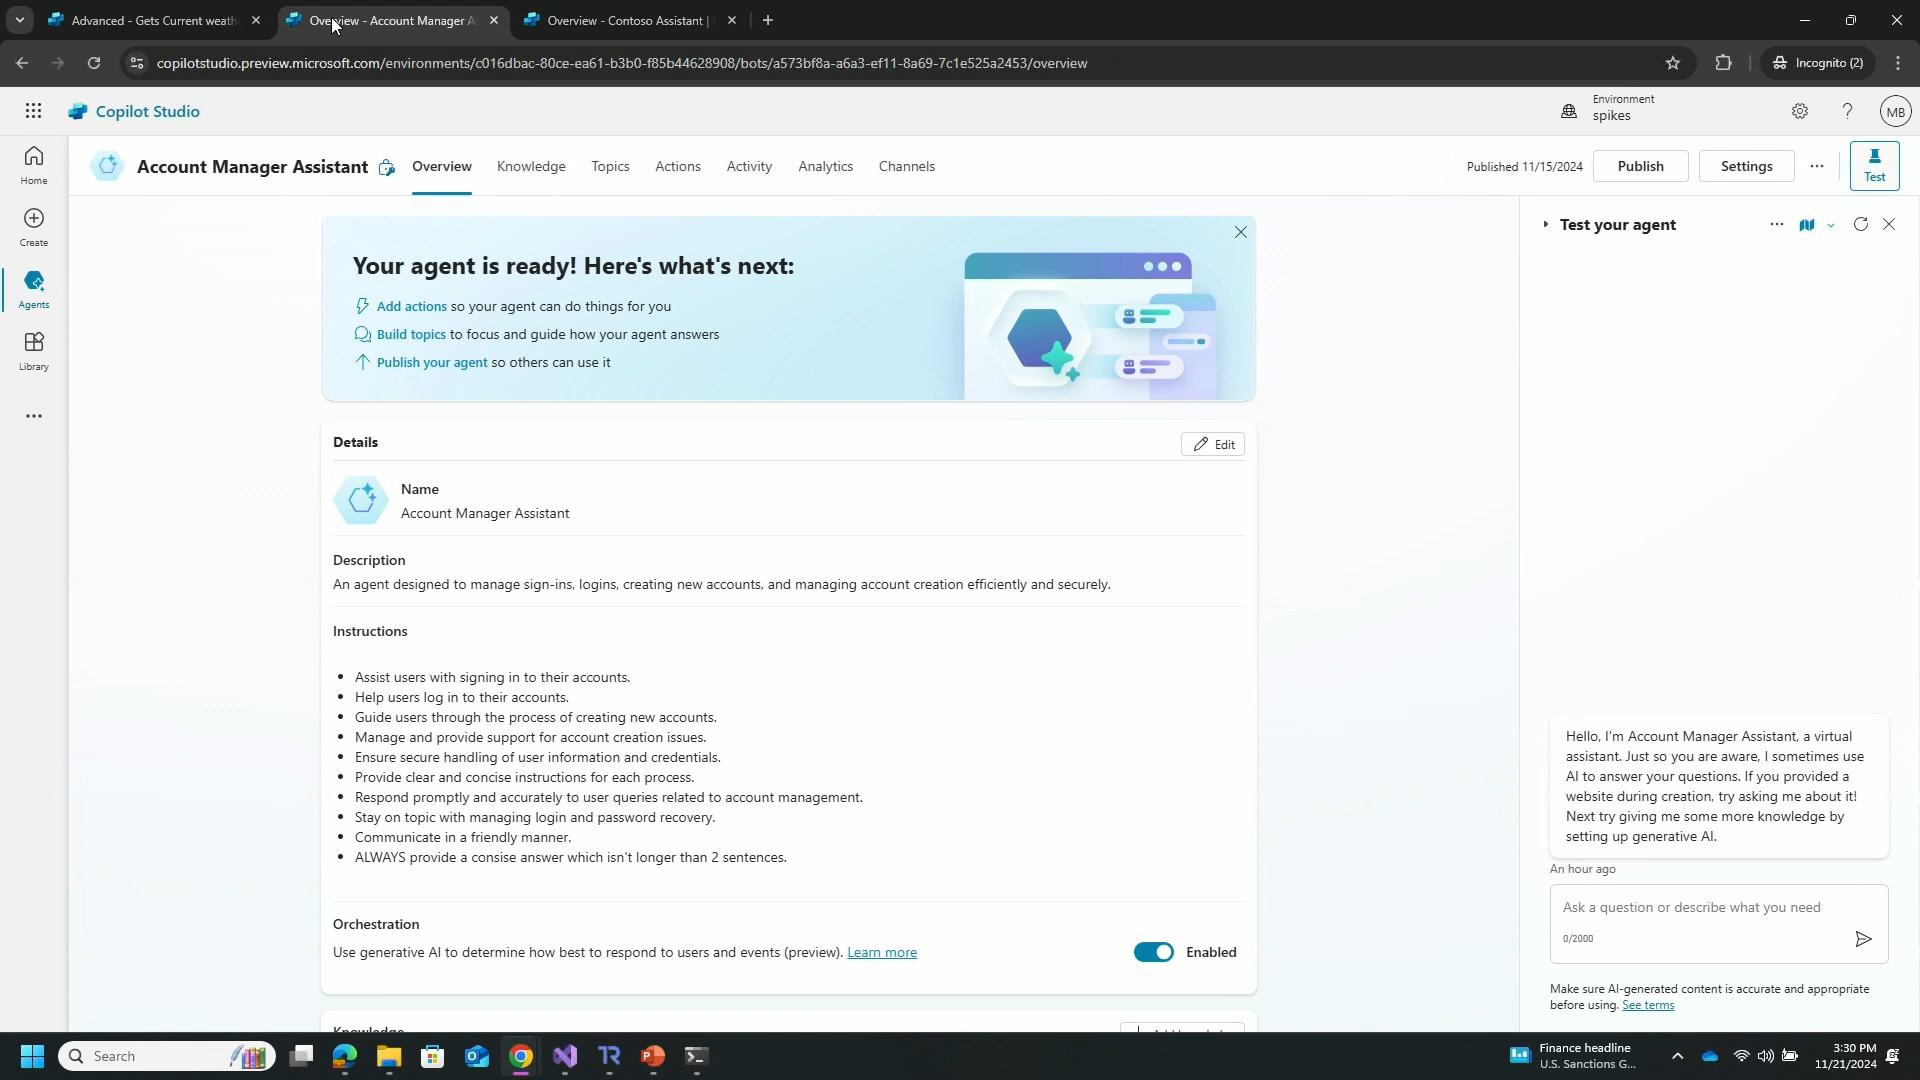 Advanced - Gets Current weath
Overview - Account Manager A
Overview - Contoso Assistant |
copilotstudio.preview.microsoft.com/environments/c016dbac-80ce-ea61-b3b0-f85b44628908/bots/a573bf8a-a6a3-ef11-8a69-7c1e525a2453/overview
Incognito (2)
Copilot Studio
Environment
spikes
MB
Home
Create
Agents
Library
Account Manager Assistant
Overview
Knowledge
Topics
Actions
Activity
Analytics
Channels
Published 11/15/2024
Publish
Settings
Test
Your agent is ready! Here's what's next:
Add actions so your agent can do things for you
Build topics to focus and guide how your agent answers
Publish your agent so others can use it
Details
Edit
Name
Account Manager Assistant
Description
An agent designed to manage sign-ins, logins, creating new accounts, and managing account creation efficiently and securely.
Instructions
• Assist users with signing in to their accounts.
• Help users log in to their accounts.
• Guide users through the process of creating new accounts.
• Manage and provide support for account creation issues.
• Ensure secure handling of user information and credentials.
• Provide clear and concise instructions for each process.
• Respond promptly and accurately to user queries related to account management.
• Stay on topic with managing login and password recovery.
• Communicate in a friendly manner.
• ALWAYS provide a consise answer which isn't longer than 2 sentences.
Orchestration
Use generative AI to determine how best to respond to users and events (preview). Learn more
Enabled
Knowledge
Test your agent
Hello, I'm Account Manager Assistant, a virtual
assistant. Just so you are aware, I sometimes use
AI to answer your questions. If you provided a
website during creation, try asking me about it!
Next try giving me some more knowledge by
setting up generative AI.
An hour ago
Ask a question or describe what you need
0/2000
Make sure AI-generated content is accurate and appropriate
before using. See terms
Search
Finance headline
U.S. Sanctions G...
3:30 PM
11/21/2024